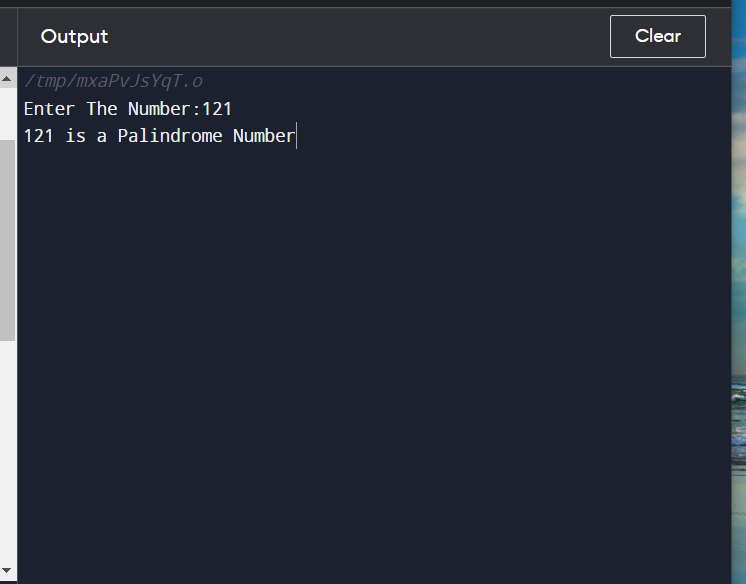 Output
Clear
/tmp/mxaPvJsYqT.o
Enter The Number:121
121 is a Palindrome Number